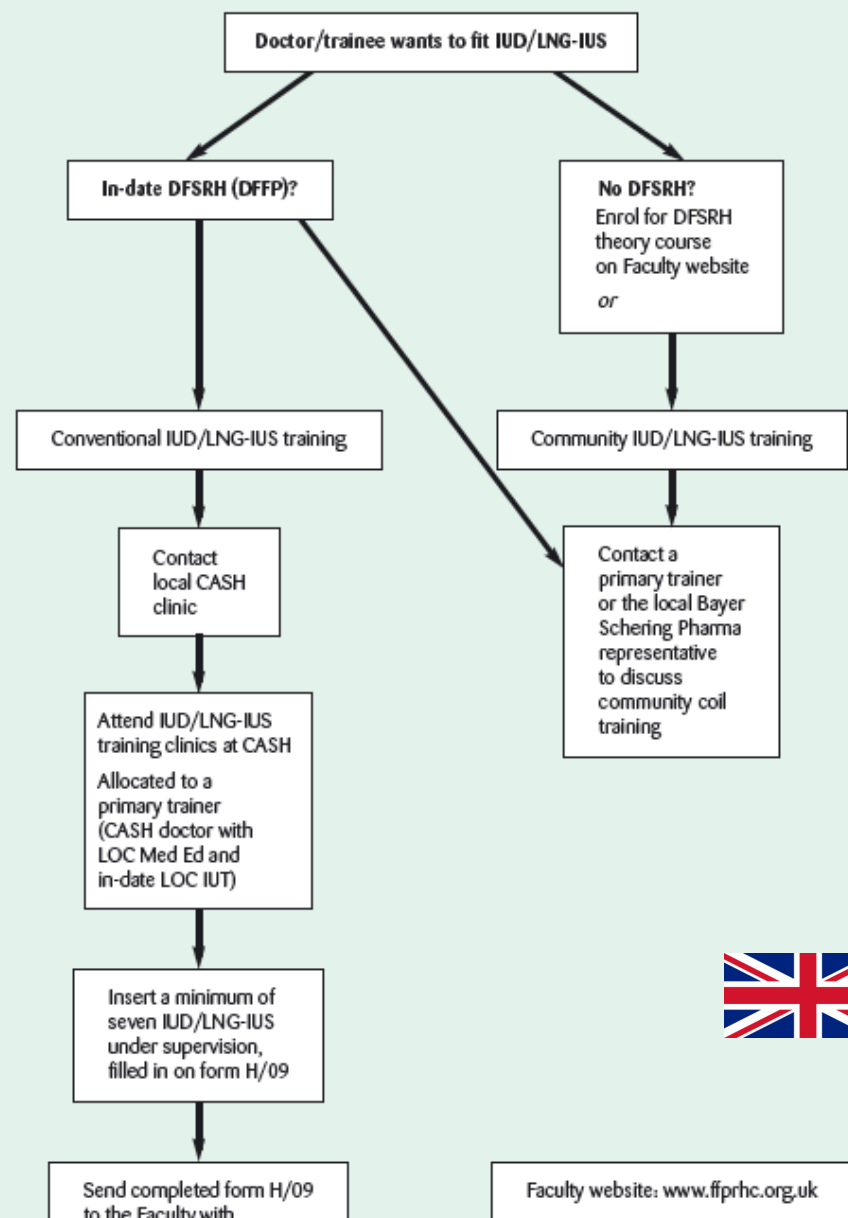 Doctor/trainee wants to fit IUD/LNG-IUS
In-date DFSRH (DFFP)?
No DFSRH?
Enrol for DFSRH
theory course
on Faculty website
or
Conventional IUD/LNG-IUS training
Community IUD/LNG-IUS training
Contact
local CASH
clinic
Contact a
primary trainer
or the local Bayer
Schering Pharma
representative
to discuss
community coil
training
Attend IUD/LNG-IUS
training clinics at CASH
Allocated to a
primary trainer
(CASH doctor with
LOC Med Ed and
in-date LOC IUT)
Insert a minimum of
seven IUD/LNG-IUS
under supervision,
filled in on form H/09
Send completed form H/09
to the Faculty with
Faculty website: www.ffprhc.org.uk